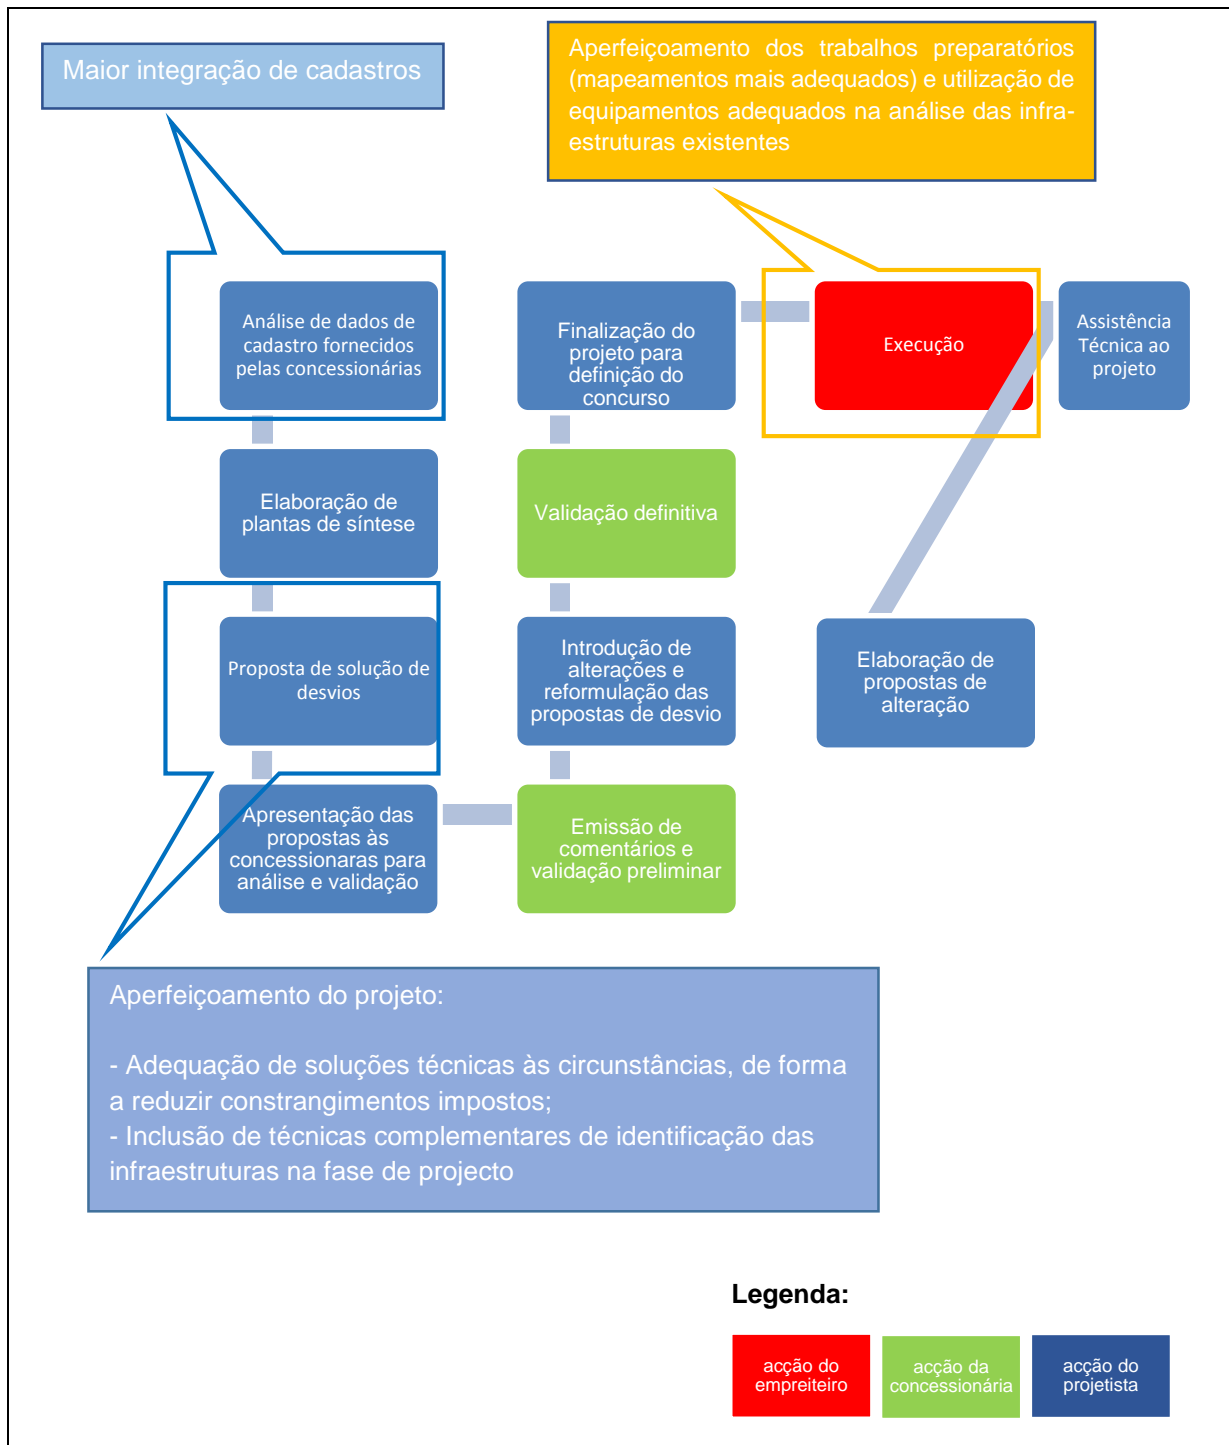 Maior integração de cadastros
Aperfeiçoamento dos trabalhos preparatórios
(mapeamentos mais adequados) e utilização de
equipamentos adequados na análise das infra-
estruturas existentes
Análise de dados de
cadastro fornecidos
pelas concessionárias
Elaboração de
plantas de síntese
Proposta de solução de
desvios
Apresentação das
propostas às
concessionaras para
análise e validação
Emissão de
comentários e
validação preliminar
Introdução de
alterações e
reformulação das
propostas de desvio
Validação definitiva
Finalização do
projeto para
definição do
concurso
Execução
Assistência
Técnica ao
projeto
Elaboração de
propostas de
alteração
Aperfeiçoamento do projeto:
- Adequação de soluções técnicas às circunstâncias, de forma
a reduzir constrangimentos impostos;
- Inclusão de técnicas complementares de identificação das
infraestruturas na fase de projecto
Legenda:
acção do
empreiteiro
acção da
concessionária
acção do
projetista